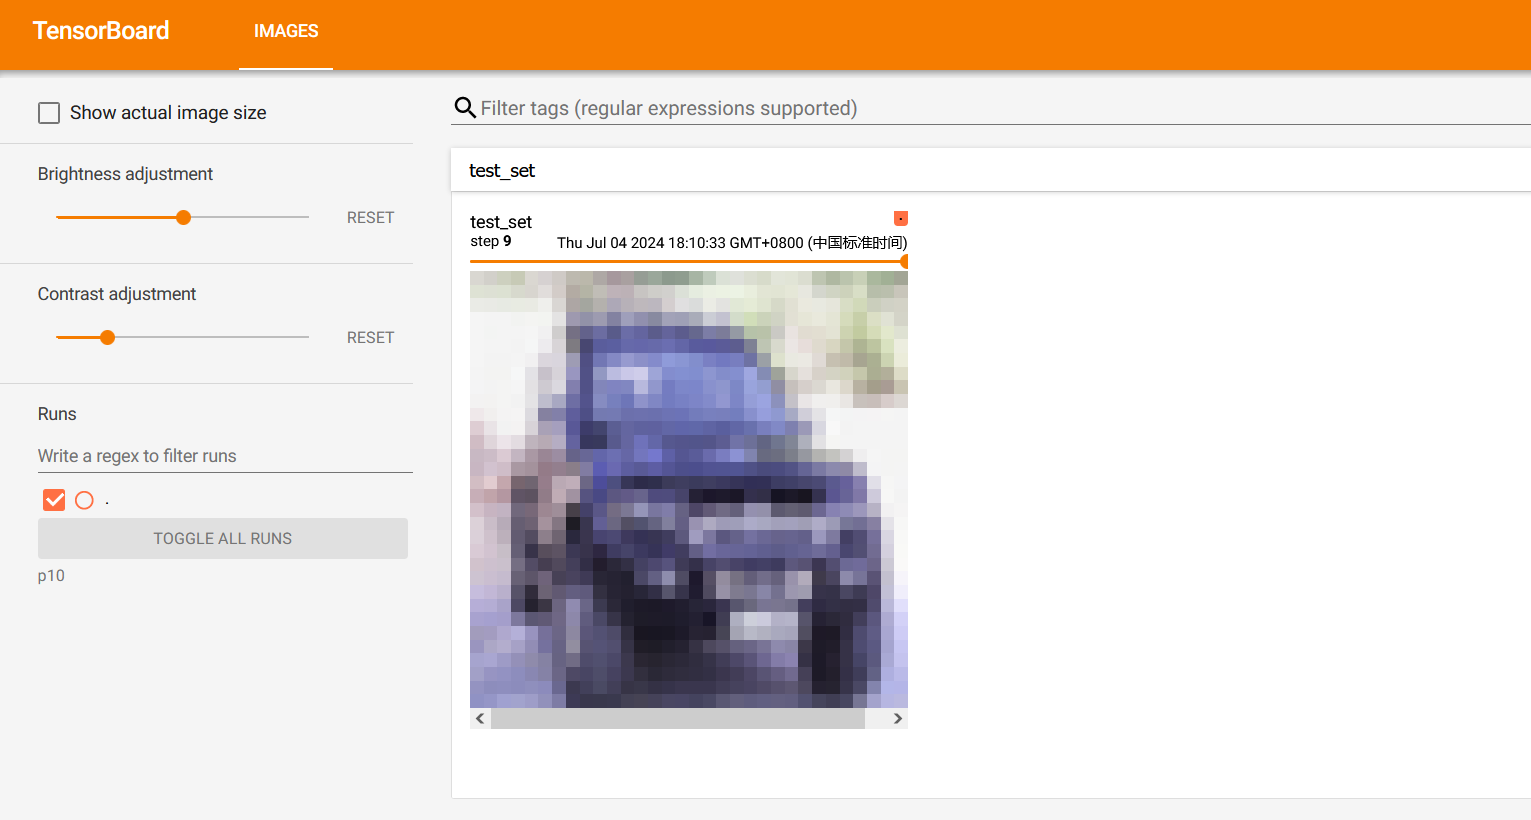 TensorBoard
IMAGES
Show actual image size
Filter tags (regular expressions supported)
Brightness adjustment
RESET
Contrast adjustment
RESET
Runs
Write a regex to filter runs
.
TOGGLE ALL RUNS
p10
test_set
test_set
.
step 9
Thu Jul 04 2024 18:10:33 GMT+0800 (中国标准时间)